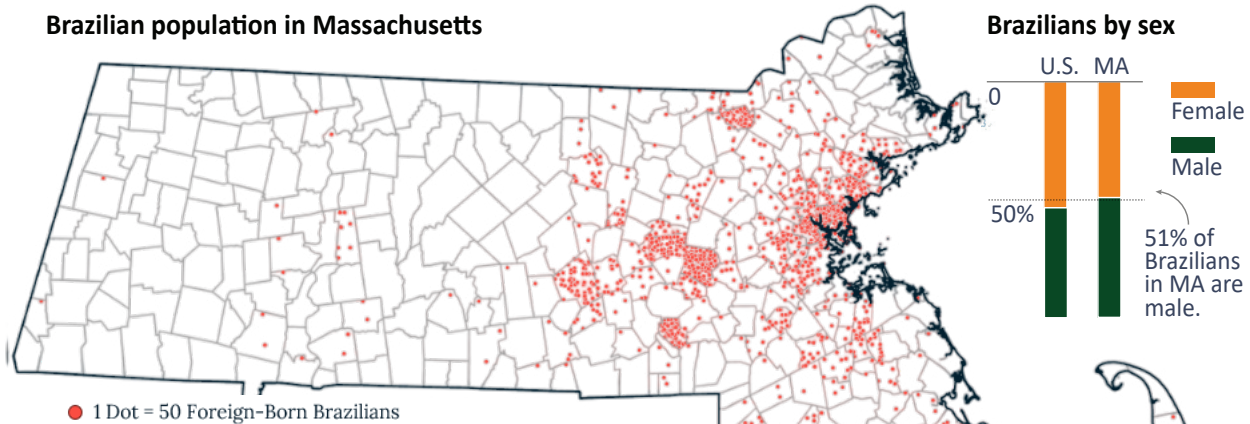 Brazilian population in Massachusetts
1 Dot = 50 Foreign-Born Brazilians
Brazilians by sex
U.S. MA
0
50%
Female
Male
51% of
Brazilians
in MA are
male.